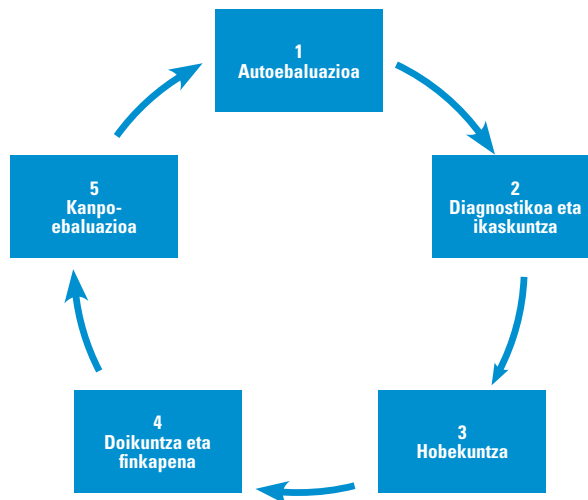 1
Autoebaluazioa
2
Diagnostikoa eta
ikaskuntza
3
Hobekuntza
4
Doikuntza eta
finkapena
5
Kanpo-
ebaluazioa